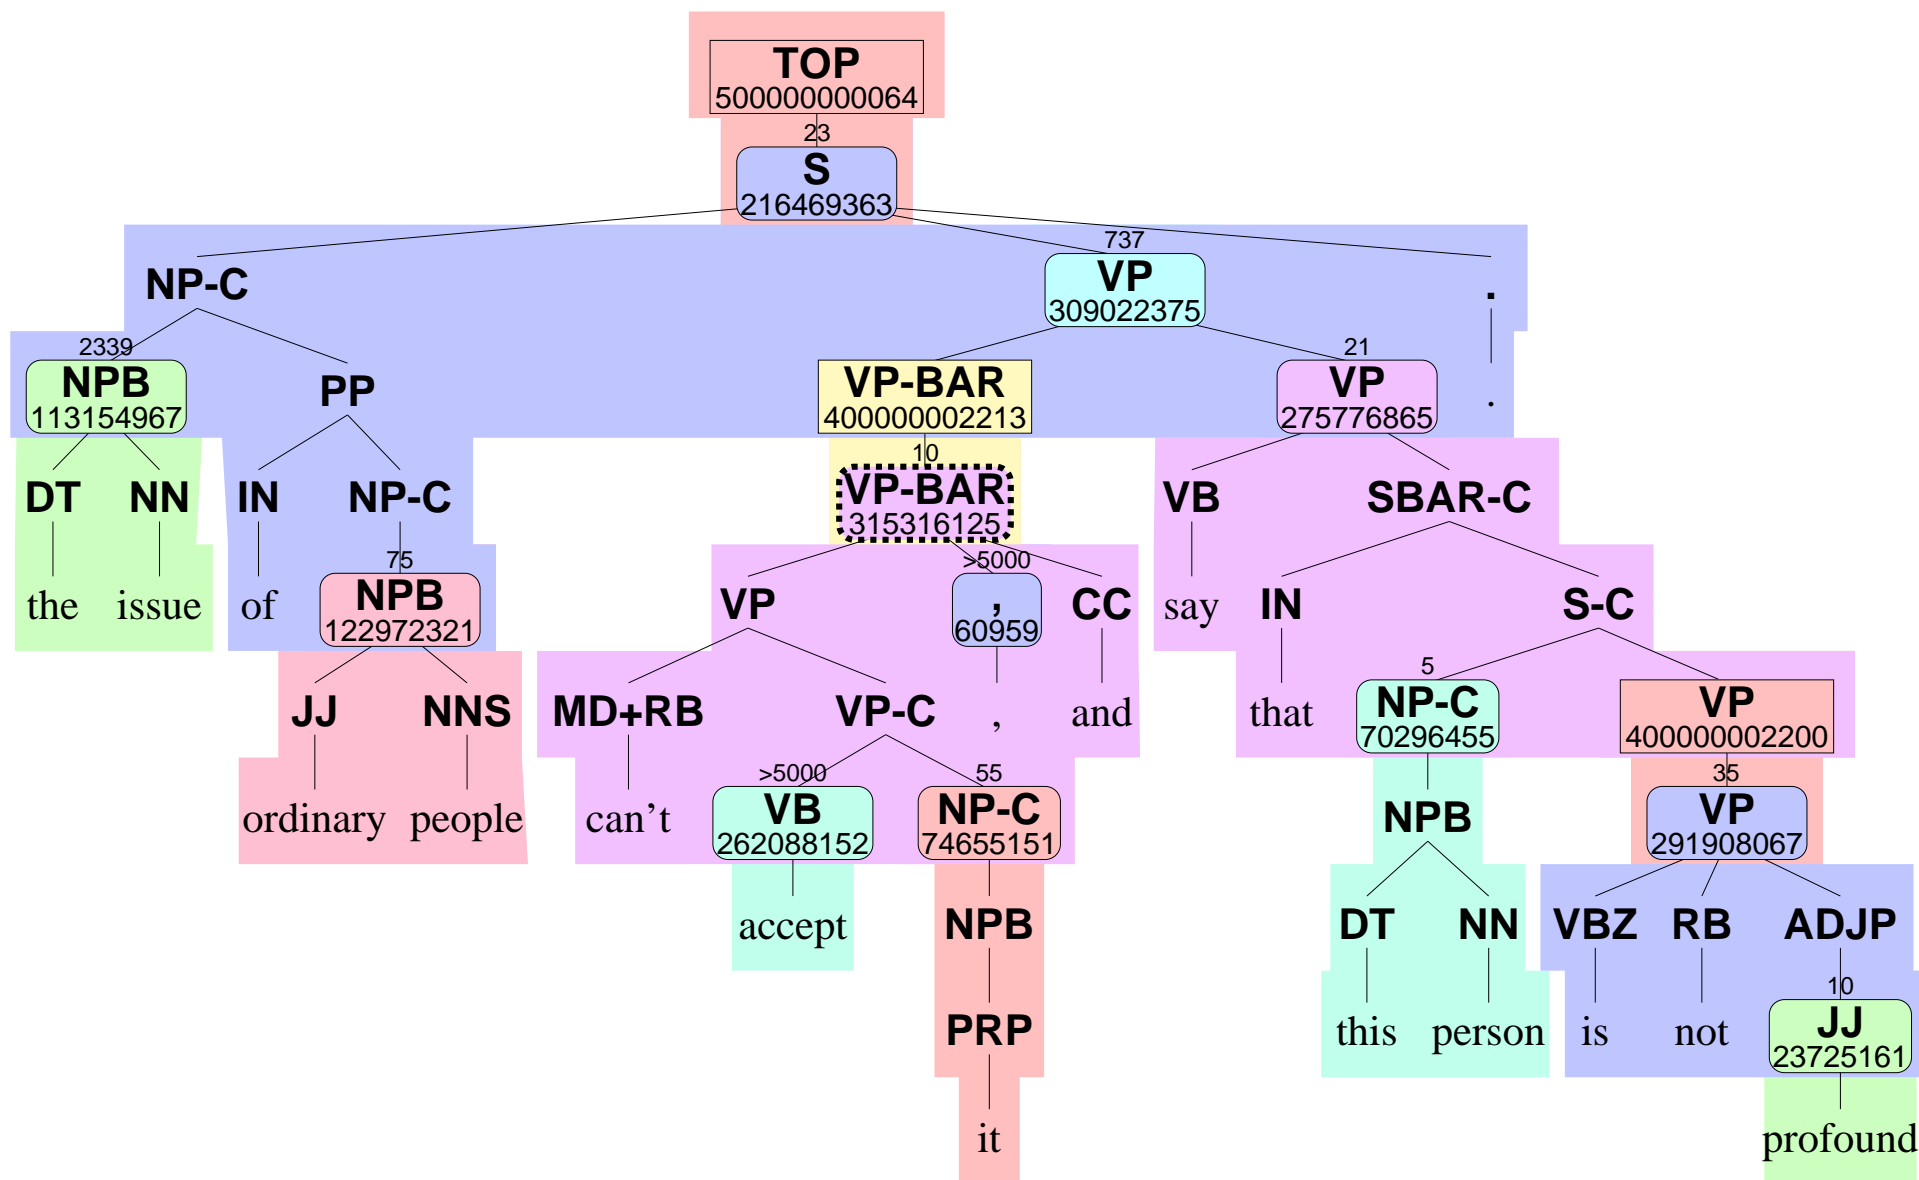 TOP
500000000064
23
S
216469363
737
NP-C VP .
309022375
2339 21
NPB PP VP-BAR VP .
113154967 400000002213 275776865
10
DT NN IN NP-C VP-BAR VB SBAR-C
315316125
75 >5000
the issue of NPB VP , CC say IN S-C
122972321 60959
5
JJ NNS MD+RB VP-C , and that NP-C VP
70296455 400000002200
>5000 55 35
ordinary people can't VB NP-C NPB VP
262088152 74655151 291908067
accept NPB DT NN VBZ RB ADJP
10
PRP this person is not JJ
23725161
it profound